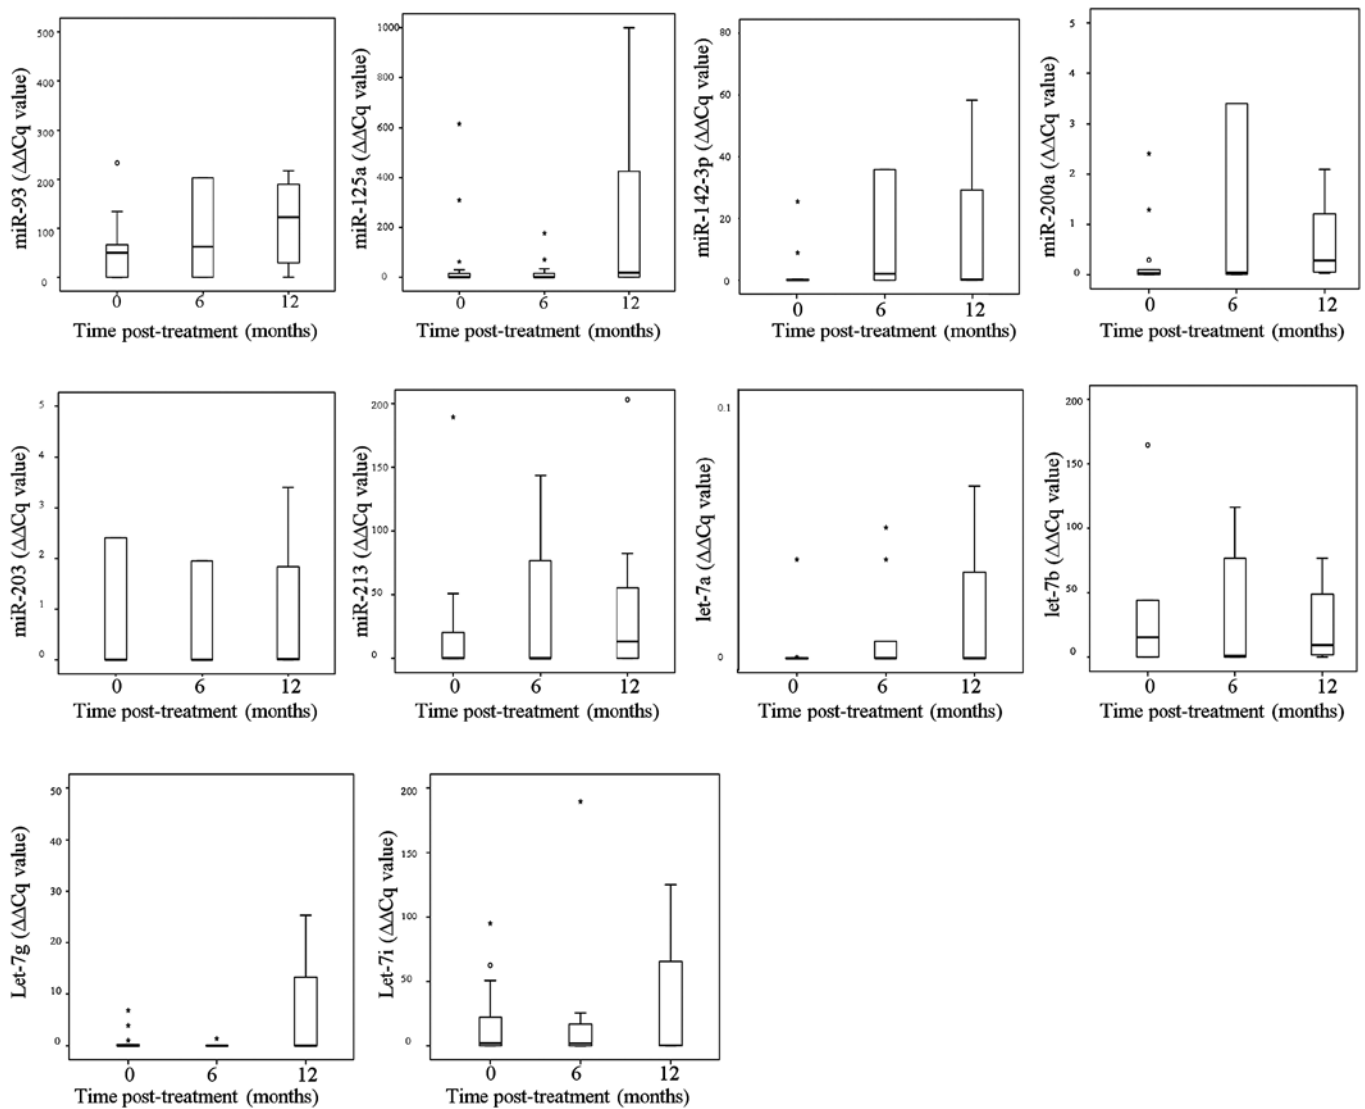 miR-93 (ΔΔCq value)
500
400
300
200
100
0
0 6 12
Time post-treatment (months)
miR-125a (ΔΔCq value)
1000
800
600
400
200
0
0 6 12
Time post-treatment (months)
miR-142-3p (ΔΔCq value)
80
60
40
20
0
0 6 12
Time post-treatment (months)
miR-200a (ΔΔCq value)
5
4
3
2
1
0
0 6 12
Time post-treatment (months)
miR-203 (ΔΔCq value)
5
4
3
2
1
0
0 6 12
Time post-treatment (months)
miR-213 (ΔΔCq value)
200
150
100
50
0
0 6 12
Time post-treatment (months)
let-7a (ΔΔCq value)
0.1
0
0 6 12
Time post-treatment (months)
let-7b (ΔΔCq value)
200
150
100
50
0
0 6 12
Time post-treatment (months)
Let-7g (ΔΔCq value)
50
40
30
20
10
0
0 6 12
Time post-treatment (months)
Let-7i (ΔΔCq value)
200
150
100
50
0
0 6 12
Time post-treatment (months)